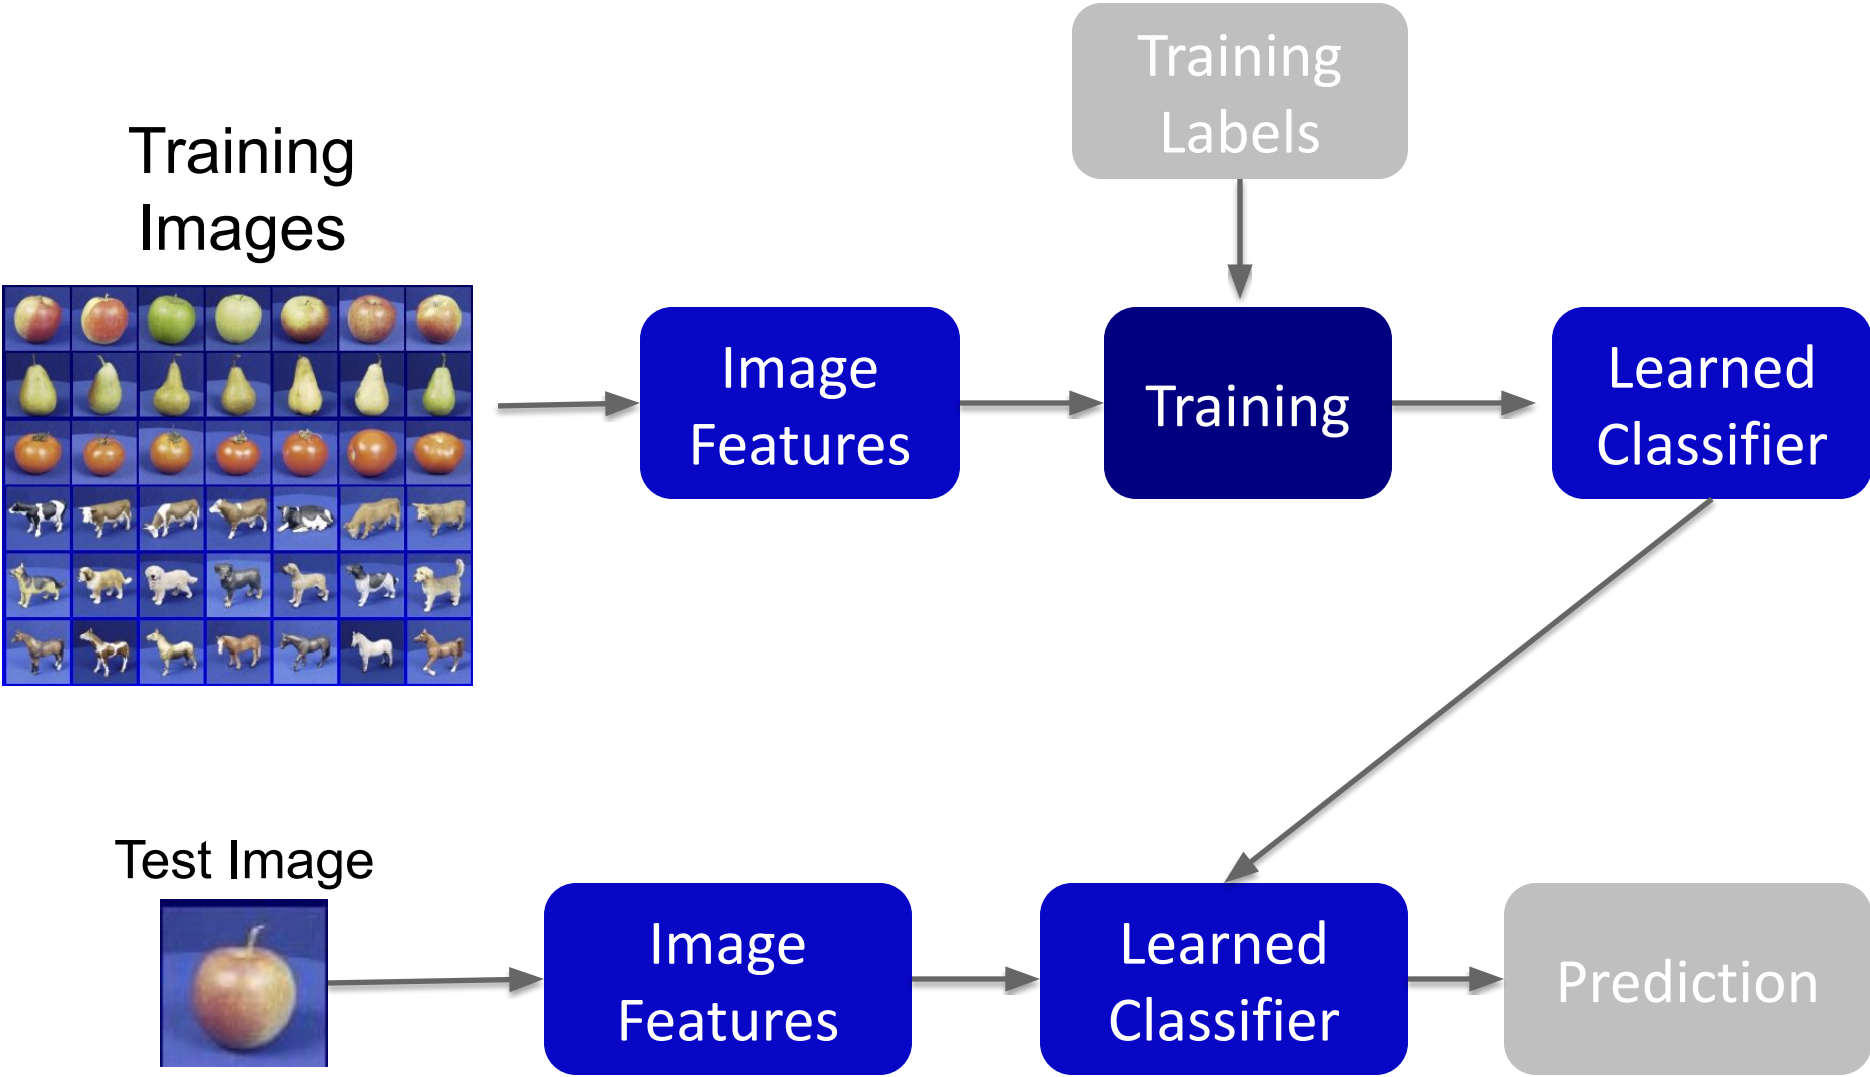 Training
Labels
Training
Images
Image
Features
Training
Learned
Classifier
Test Image
Image
Features
Learned
Classifier
Prediction